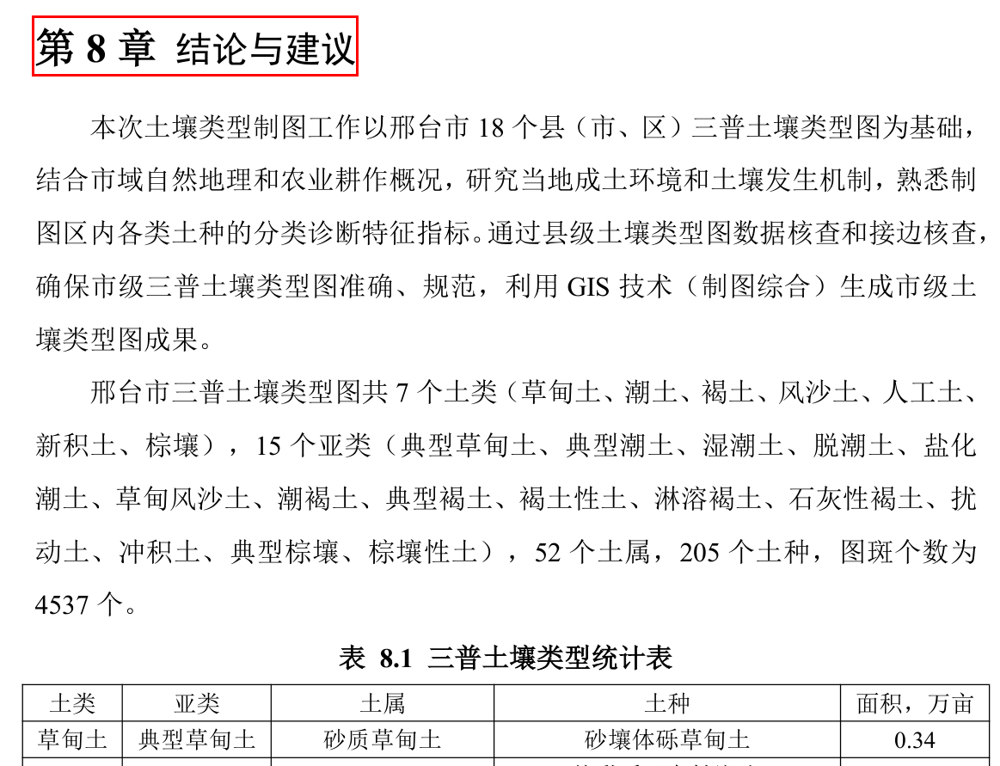 第 8 章 结论与建议
本次土壤类型制图工作以邢台市 18 个县（市、区）三普土壤类型图为基础，
结合市域自然地理和农业耕作概况，研究当地成土环境和土壤发生机制，熟悉制
图区内各类土种的分类诊断特征指标。通过县级土壤类型图数据核查和接边核查，
确保市级三普土壤类型图准确、规范，利用 GIS 技术（制图综合）生成市级土
壤类型图成果。
邢台市三普土壤类型图共 7 个土类（草甸土、潮土、褐土、风沙土、人工土、
新积土、棕壤），15 个亚类（典型草甸土、典型潮土、湿潮土、脱潮土、盐化
潮土、草甸风沙土、潮褐土、典型褐土、褐土性土、淋溶褐土、石灰性褐土、扰
动土、冲积土、典型棕壤、棕壤性土），52 个土属，205 个土种，图斑个数为
4537 个。
表 8.1 三普土壤类型统计表
土类 亚类 土属 土种 面积，万亩
草甸土 典型草甸土 砂质草甸土 砂壤体砾草甸土 0.34